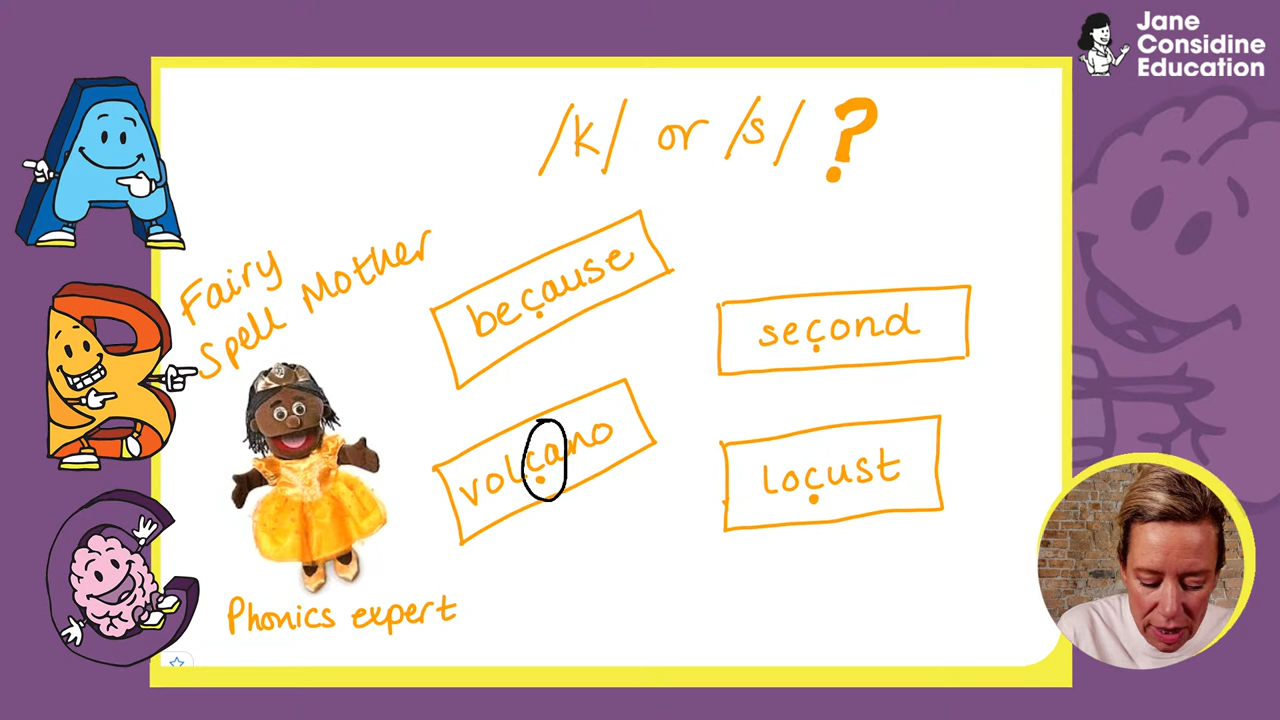 Jane
Considine
Education
/k/ or /s/ ?
Fairy
Spell Mother
because
second
volcano
locust
Phonics expert
A
B
C